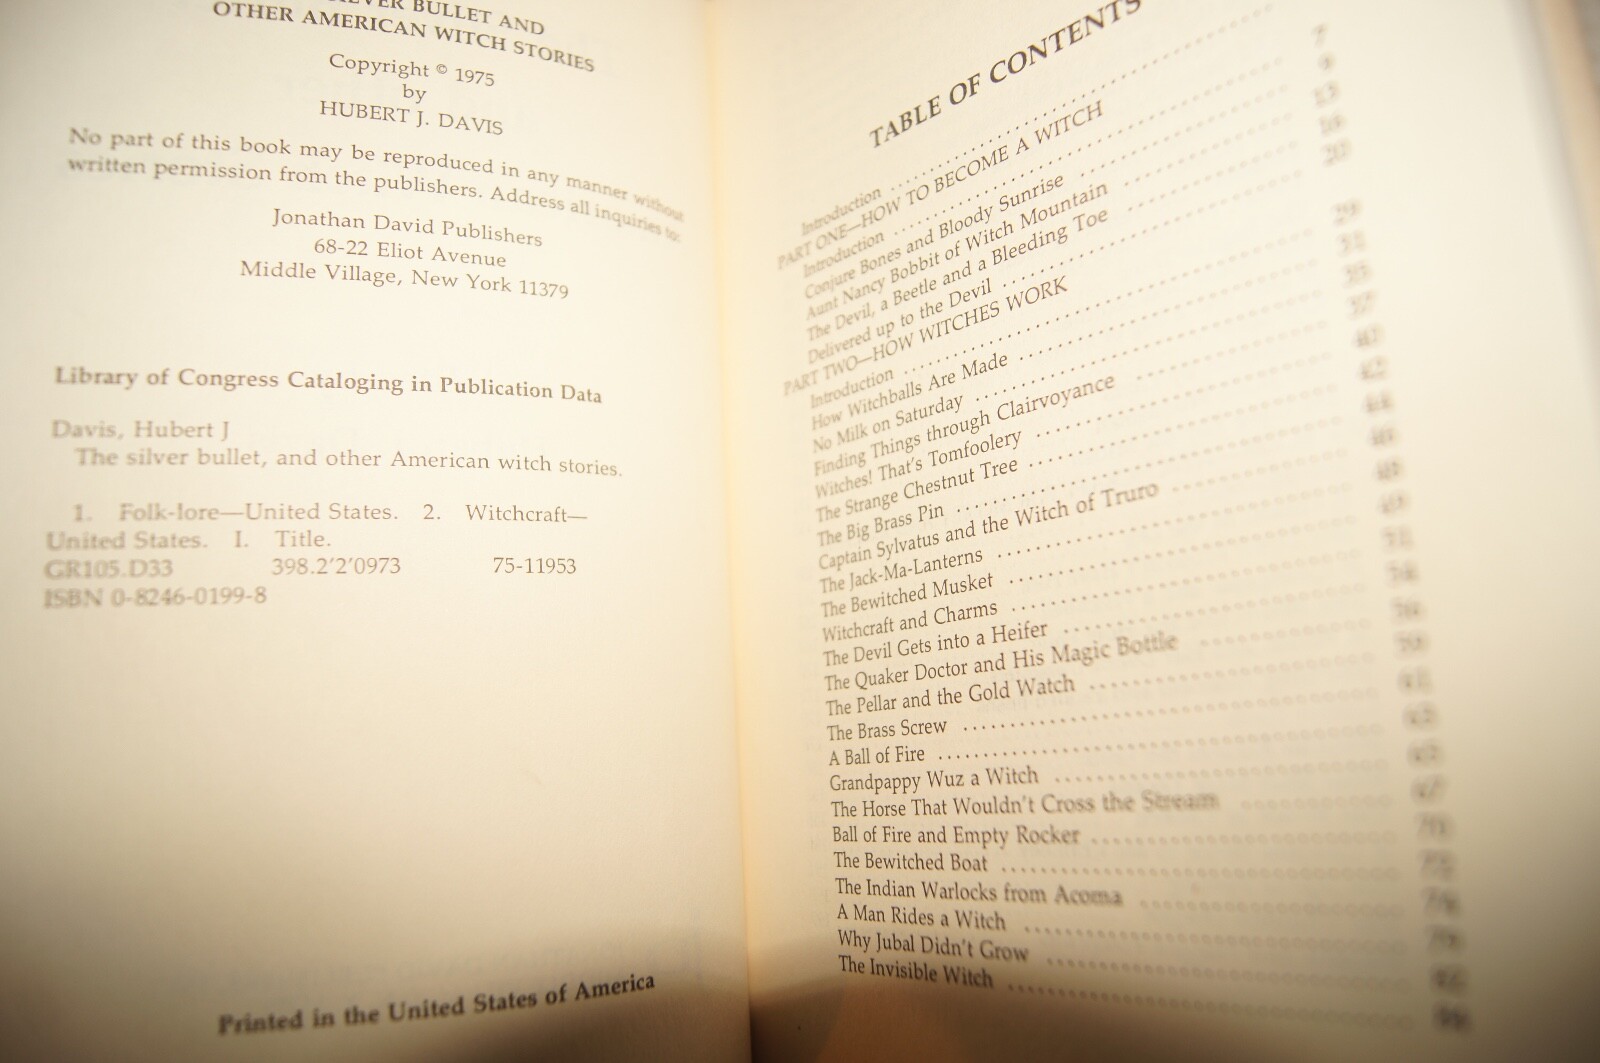 BULLET AND
OTHER AMERICAN WITCH STORIES
Copyright © 1975
by
HUBERT J. DAVIS
No part of this book may be reproduced in any manner without
written permission from the publishers. Address all inquiries to:
Jonathan David Publishers
68-22 Eliot Avenue
Middle Village, New York 11379
Library of Congress Cataloging in Publication Data
Davis, Hubert J
The silver bullet, and other American witch stories.
1. Folk-lore—United States. 2. Witchcraft—
United States. I. Title.
GR105.D33 398.2'2'0973 75-11953
ISBN 0-8246-0199-8
Printed in the United States of America
TABLE OF CONTENTS
Introduction 7
PART ONE—HOW TO BECOME A WITCH
Introduction 9
Conjure Bones and Bloody Sunrise 13
Aunt Nancy Bobbit of Witch Mountain
The Devil, a Beetle and a Bleeding Toe
Delivered up to the Devil
PART TWO—HOW WITCHES WORK
Introduction 29
How Witchballs Are Made
No Milk on Saturday
Finding Things through Clairvoyance
Witches! That's Tomfoolery
The Strange Chestnut Tree
The Big Brass Pin
Captain Sylvatus and the Witch of Truro
The Jack-Ma-Lanterns
The Bewitched Musket
Witchcraft and Charms
The Devil Gets into a Heifer
The Quaker Doctor and His Magic Bottle
The Pellar and the Gold Watch
The Brass Screw
A Ball of Fire
Grandpappy Wuz a Witch
The Horse That Wouldn't Cross the Stream
Ball of Fire and Empty Rocker
The Bewitched Boat
The Indian Warlocks from Acoma
A Man Rides a Witch
Why Jubal Didn't Grow
The Invisible Witch